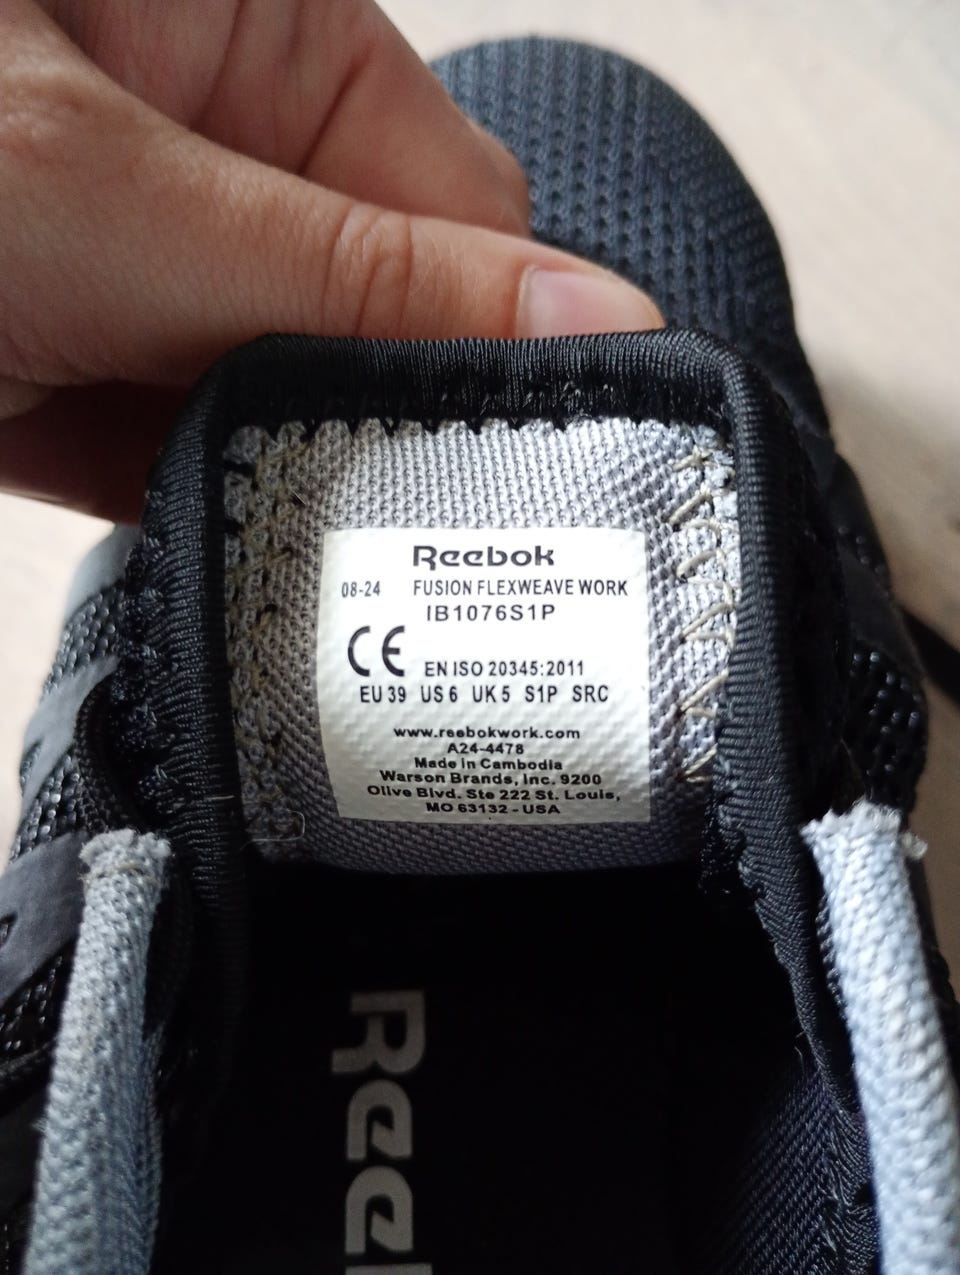 Reebok
08-24 FUSION FLEXWEAVE WORK
IB1076S1P
CE EN ISO 20345:2011
EU 39 US 6 UK 5 S1P SRC
www.reebokwork.com
A24-4478
Made in Cambodia
Warson Brands, Inc. 9200
Olive Blvd. Ste 222 St. Louis,
MO 63132 - USA
Reebo